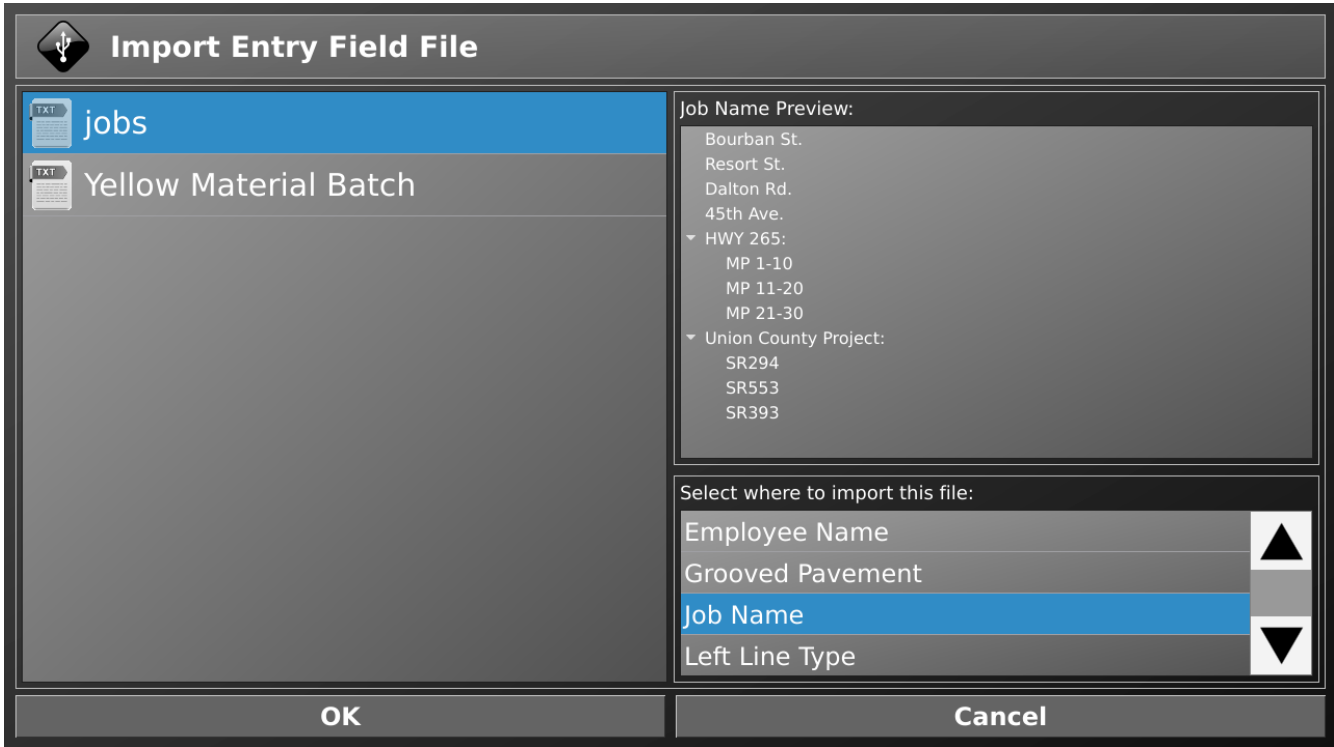 Import Entry Field File
TXT
jobs
TXT
Yellow Material Batch
Job Name Preview:
Bourban St.
Resort St.
Dalton Rd.
45th Ave.
HWY 265:
MP 1-10
MP 11-20
MP 21-30
Union County Project:
SR294
SR553
SR393
Select where to import this file:
Employee Name
Grooved Pavement
Job Name
Left Line Type
OK
Cancel